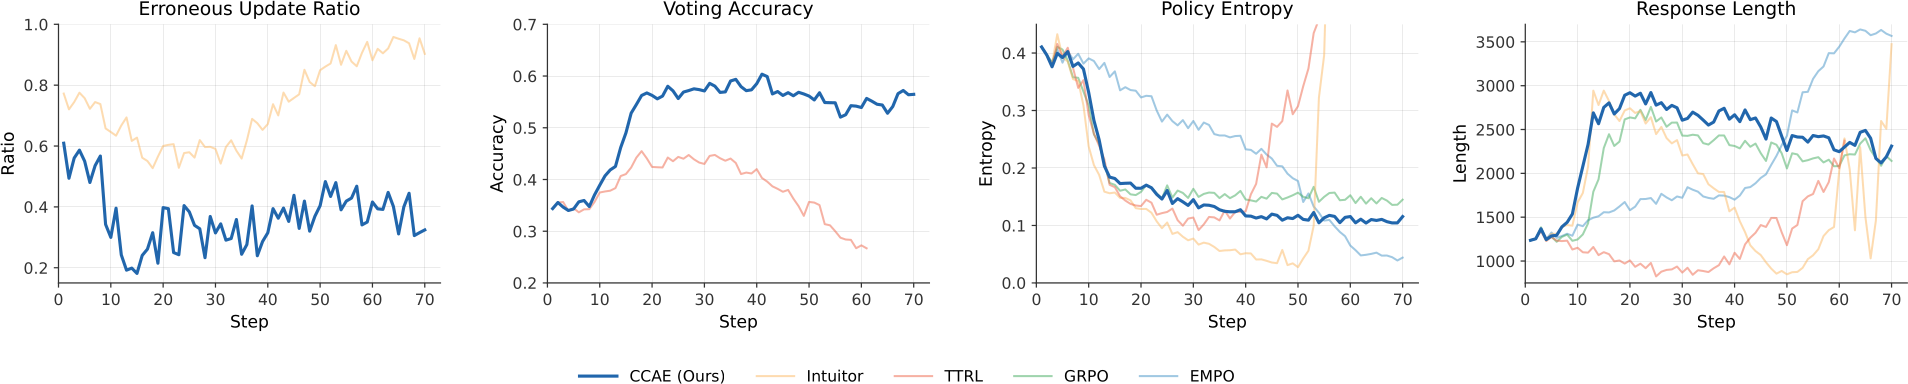 Erroneous Update Ratio
1.0
0.8
0.6
0.4
0.2
Ratio
0 10 20 30 40 50 60 70
Step
Voting Accuracy
0.7
0.6
0.5
0.4
0.3
0.2
Accuracy
0 10 20 30 40 50 60 70
Step
Policy Entropy
0.4
0.3
0.2
0.1
0.0
Entropy
0 10 20 30 40 50 60 70
Step
Response Length
3500
3000
2500
2000
1500
1000
Length
0 10 20 30 40 50 60 70
Step
CCAE (Ours) Intuitor TTRL GRPO EMPO